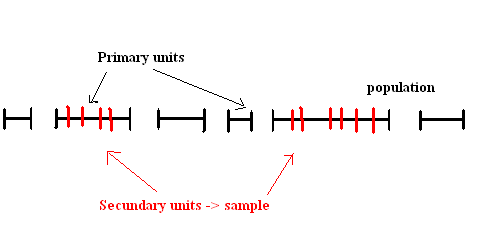 Primary units
population
Secundary units -> sample